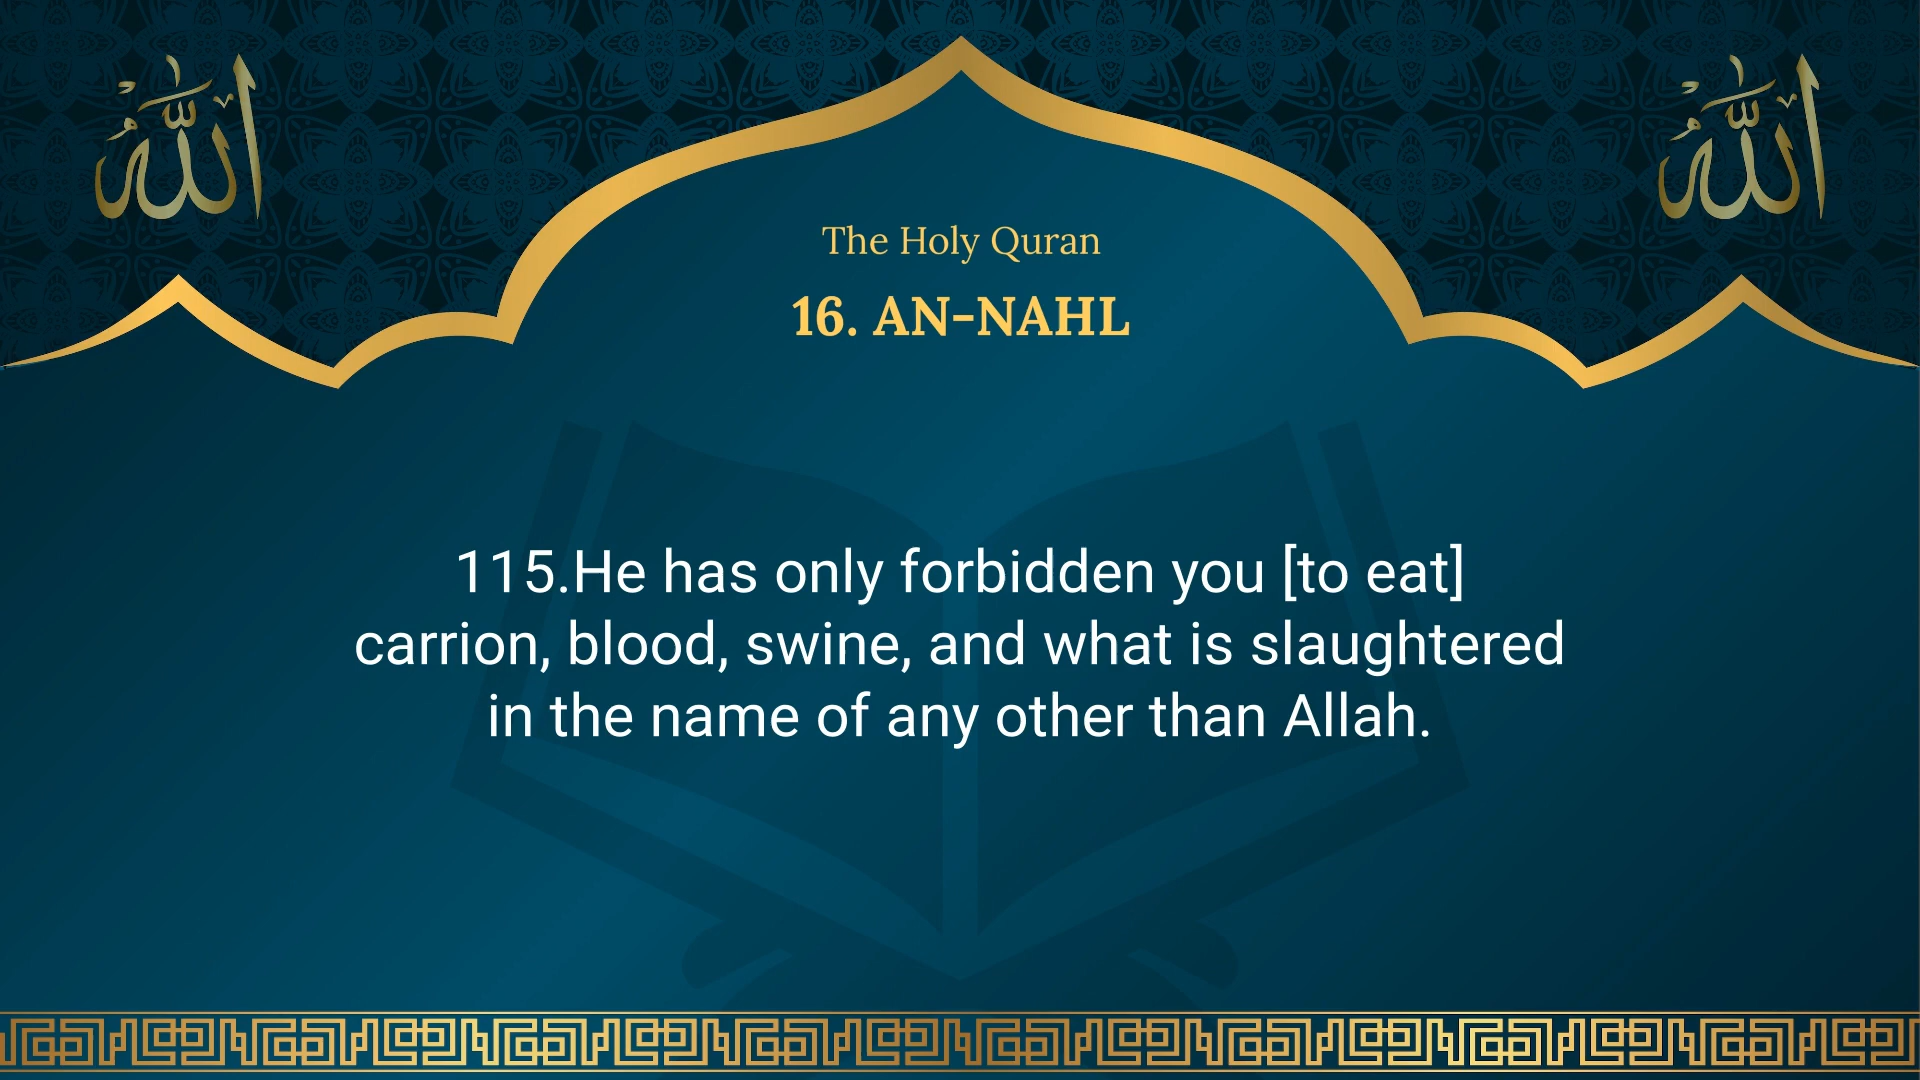 الله
الله
The Holy Quran
16. AN-NAHL
115.He has only forbidden you [to eat]
carrion, blood, swine, and what is slaughtered
in the name of any other than Allah.